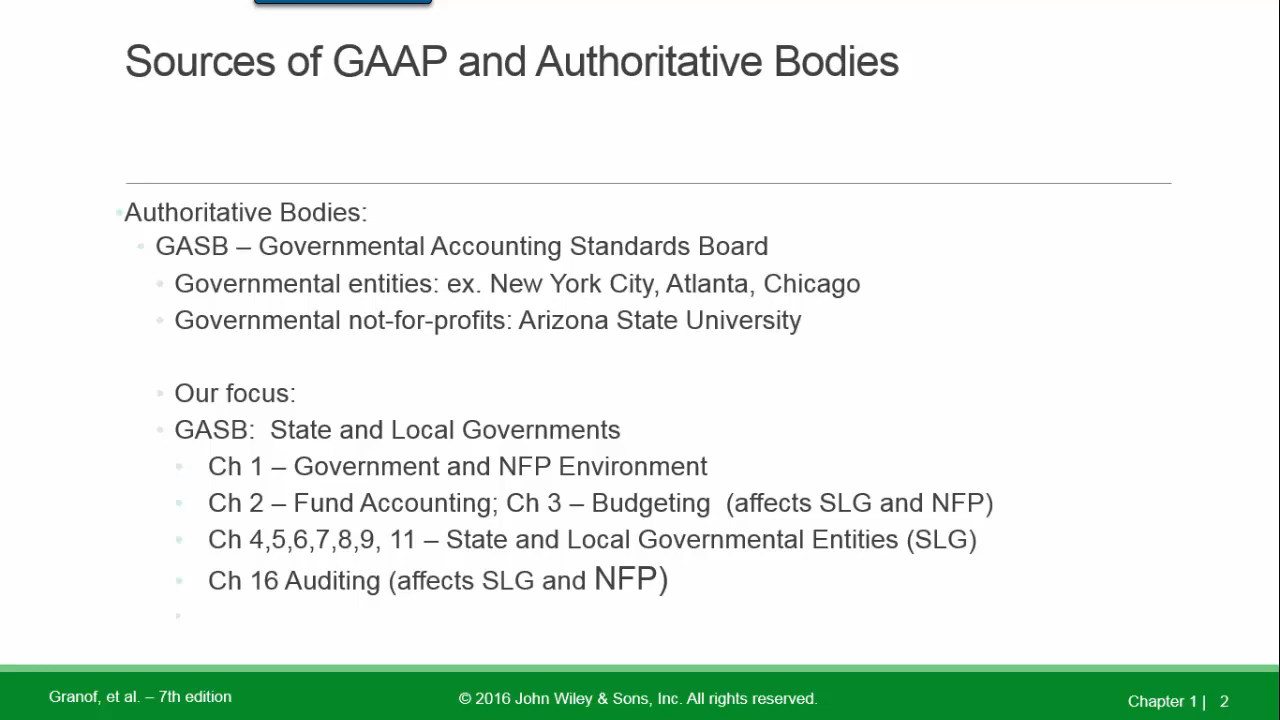 Sources of GAAP and Authoritative Bodies
•Authoritative Bodies:
• GASB – Governmental Accounting Standards Board
• Governmental entities: ex. New York City, Atlanta, Chicago
• Governmental not-for-profits: Arizona State University
• Our focus:
• GASB:  State and Local Governments
• Ch 1 – Government and NFP Environment
• Ch 2 – Fund Accounting; Ch 3 – Budgeting  (affects SLG and NFP)
• Ch 4,5,6,7,8,9, 11 – State and Local Governmental Entities (SLG)
• Ch 16 Auditing (affects SLG and NFP)
•
Granof, et al. – 7th edition
© 2016 John Wiley & Sons, Inc. All rights reserved.
Chapter 1 |  2